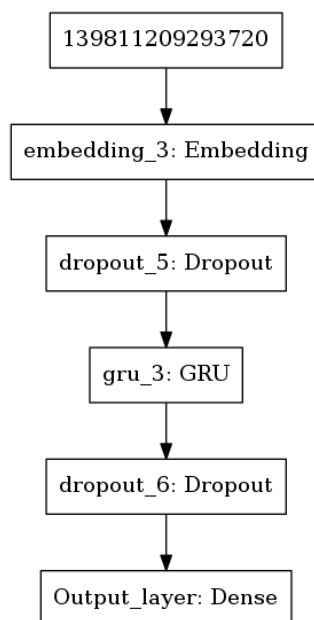 139811209293720
embedding_3: Embedding
dropout_5: Dropout
gru_3: GRU
dropout_6: Dropout
Output_layer: Dense